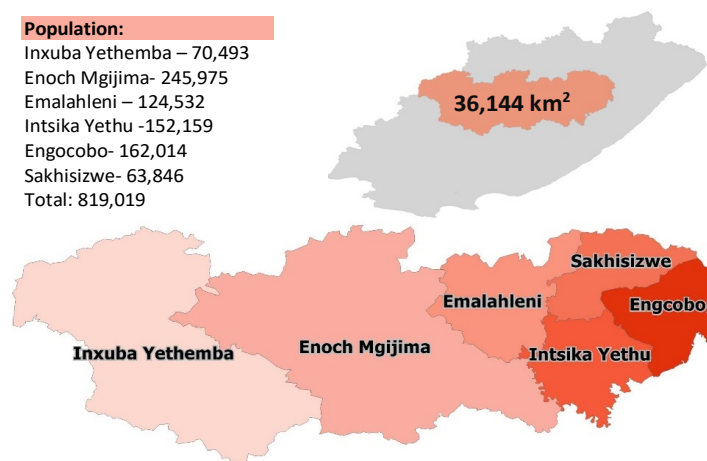 Population:
Inxuba Yethemba – 70,493
Enoch Mgijima- 245,975
Emalahleni – 124,532
Intsika Yethu -152,159
Engocobo- 162,014
Sakhisizwe- 63,846
Total: 819,019
36,144 km²
Sakhisizwe
Emalahleni
Engcobo
Enoch Mgijima
Inxuba Yethemba
Intsika Yethu